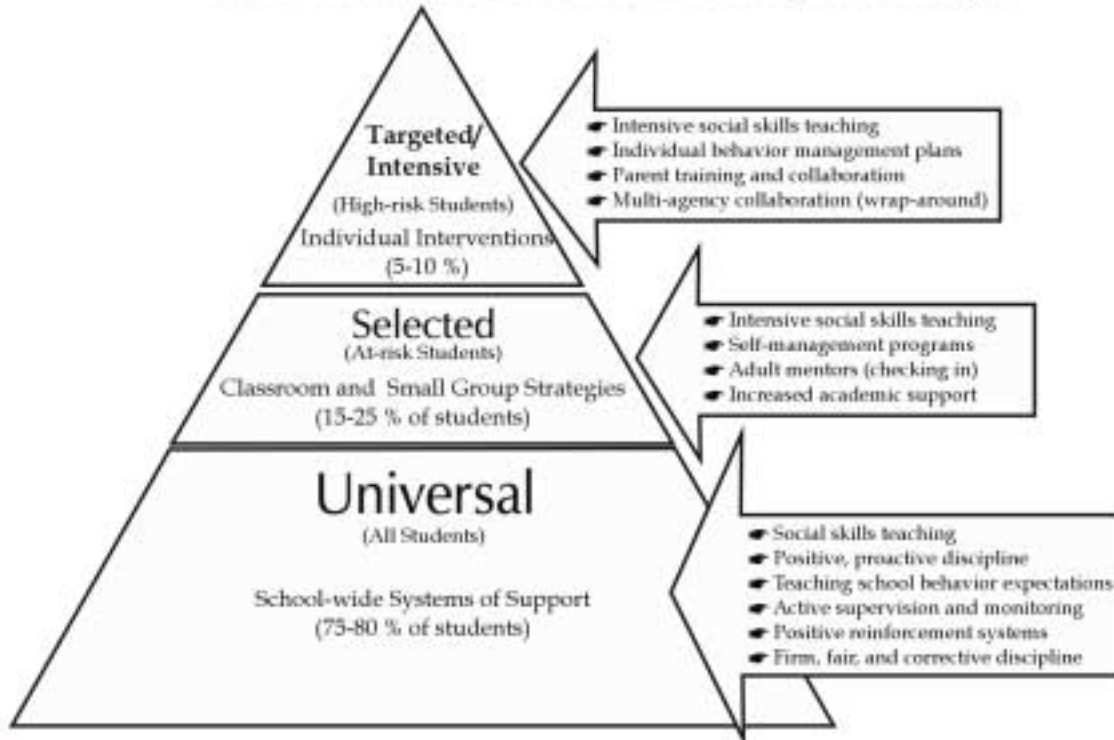 Targeted/
Intensive
(High-risk Students)
Individual Interventions
(5-10 %)
☛ Intensive social skills teaching
☛ Individual behavior management plans
☛ Parent training and collaboration
☛ Multi-agency collaboration (wrap-around)
Selected
(At-risk Students)
Classroom and Small Group Strategies
(15-25 % of students)
☛ Intensive social skills teaching
☛ Self-management programs
☛ Adult mentors (checking in)
☛ Increased academic support
Universal
(All Students)
School-wide Systems of Support
(75-80 % of students)
☛ Social skills teaching
☛ Positive, proactive discipline
☛ Teaching school behavior expectations
☛ Active supervision and monitoring
☛ Positive reinforcement systems
☛ Firm, fair, and corrective discipline